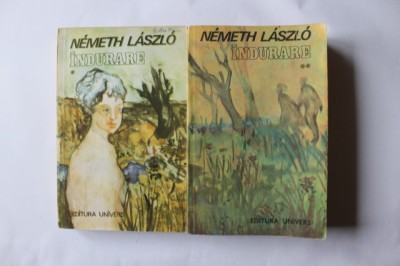 NÉMETH LÁSZLÓ
ÎNDURARE
*
EDITURA UNIVERS
NÉMETH LÁSZLÓ
ÎNDURARE
**
EDITURA UNIVERS